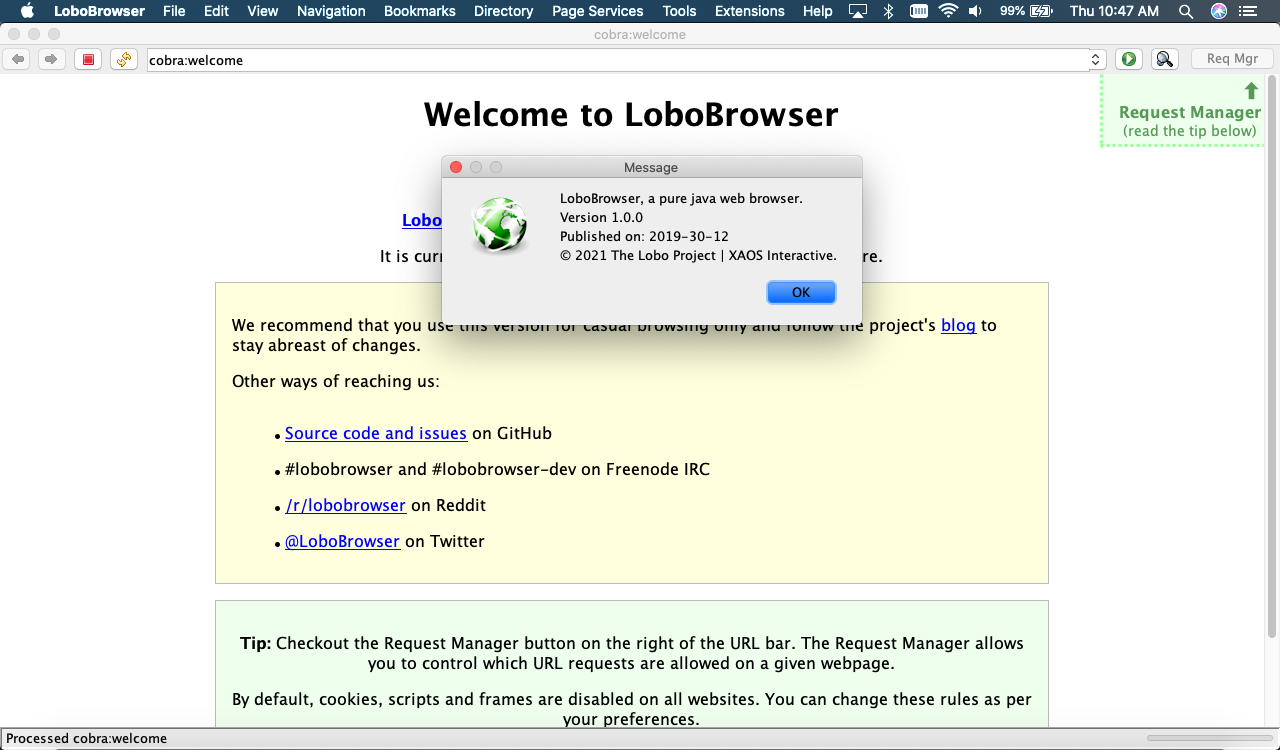 LoboBrowser File Edit View Navigation Bookmarks Directory Page Services Tools Extensions Help 99% Thu 10:47 AM
cobra:welcome
cobra:welcome Req Mgr
Welcome to LoboBrowser
Request Manager
(read the tip below)
Message
LoboBrowser, a pure java web browser.
Version 1.0.0
Published on: 2019-30-12
© 2021 The Lobo Project | XAOS Interactive.
OK
Lobo
It is curr re.
We recommend that you use this version for casual browsing only and follow the project's blog to
stay abreast of changes.
Other ways of reaching us:
• Source code and issues on GitHub
• #lobobrowser and #lobobrowser-dev on Freenode IRC
• /r/lobobrowser on Reddit
• @LoboBrowser on Twitter
Tip: Checkout the Request Manager button on the right of the URL bar. The Request Manager allows
you to control which URL requests are allowed on a given webpage.
By default, cookies, scripts and frames are disabled on all websites. You can change these rules as per
your preferences.
Processed cobra:welcome